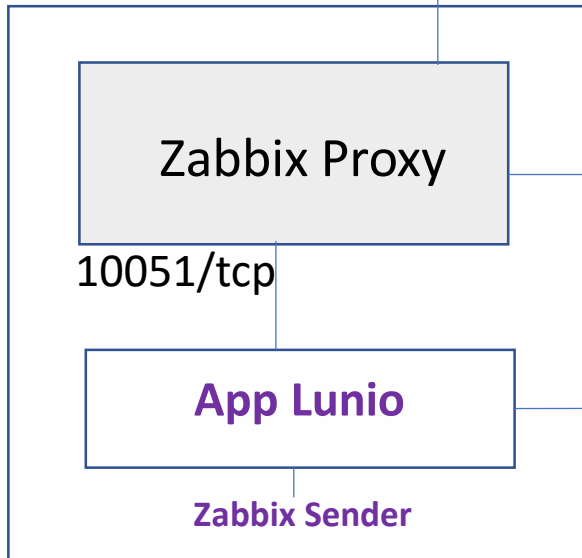 Zabbix Proxy
10051/tcp
App Lunio
Zabbix Sender